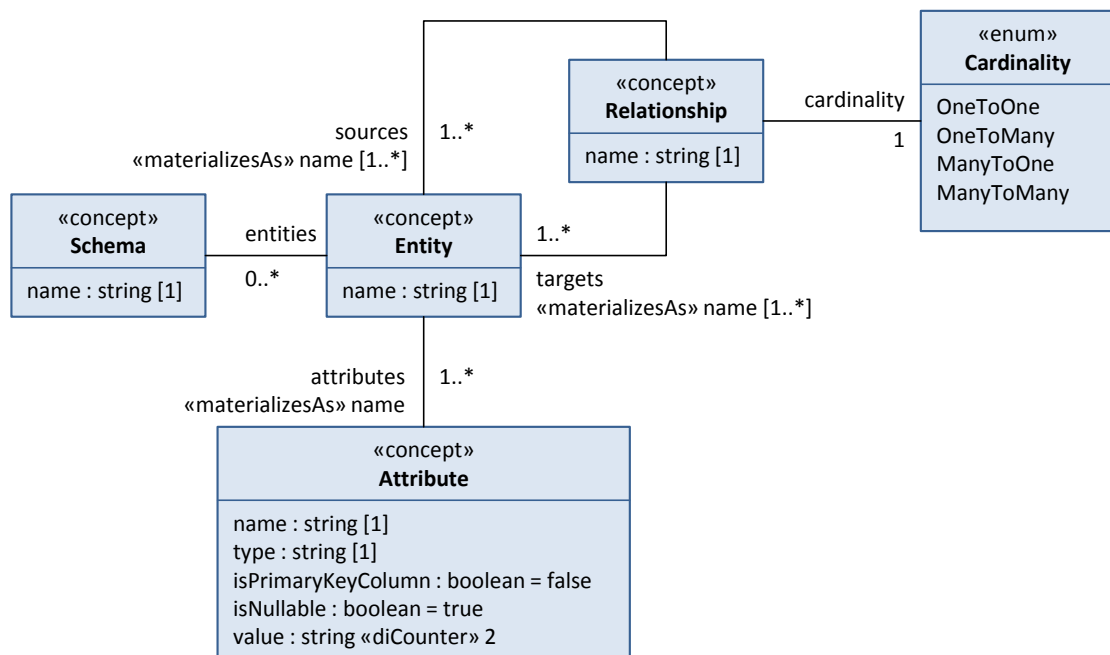 «enum»
Cardinality
OneToOne
OneToMany
ManyToOne
ManyToMany
«concept»
Relationship
name : string [1]
cardinality
1
sources
«materializesAs» name [1..*]
1..*
«concept»
Schema
name : string [1]
entities
0..*
«concept»
Entity
name : string [1]
1..*
targets
«materializesAs» name [1..*]
attributes
«materializesAs» name
1..*
«concept»
Attribute
name : string [1]
type : string [1]
isPrimaryKeyColumn : boolean = false
isNullable : boolean = true
value : string «diCounter» 2